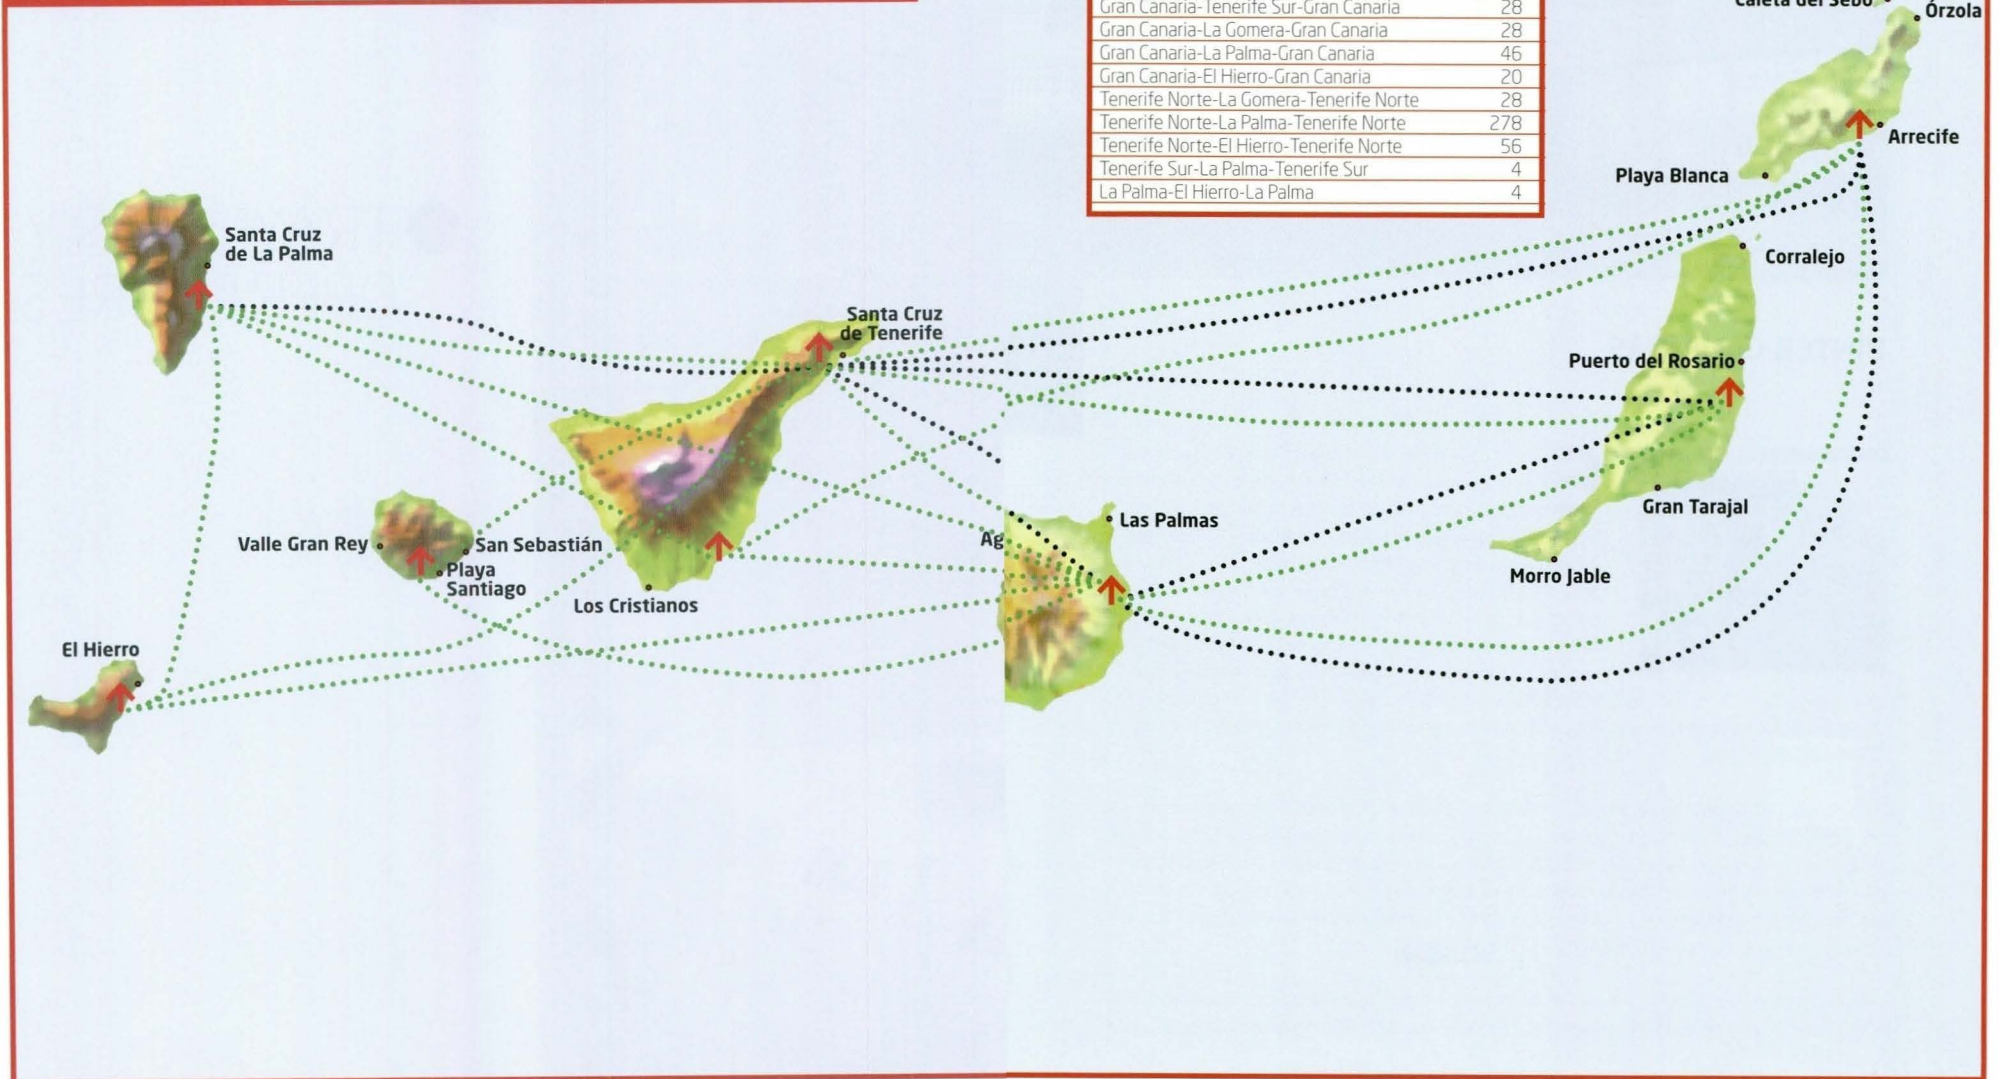 Gran Canaria-Tenerife Sur-Gran Canaria 28
Gran Canaria-La Gomera-Gran Canaria 28
Gran Canaria-La Palma-Gran Canaria 46
Gran Canaria-El Hierro-Gran Canaria 20
Tenerife Norte-La Gomera-Tenerife Norte 28
Tenerife Norte-La Palma-Tenerife Norte 278
Tenerife Norte-El Hierro-Tenerife Norte 56
Tenerife Sur-La Palma-Tenerife Sur 4
La Palma-El Hierro-La Palma 4
Caleta del Sebo
Órzola
Arrecife
Playa Blanca
Santa Cruz
de La Palma
Corralejo
Santa Cruz
de Tenerife
Puerto del Rosario
Gran Tarajal
Las Palmas
Ag
Valle Gran Rey
San Sebastián
Playa
Santiago
Morro Jable
Los Cristianos
El Hierro